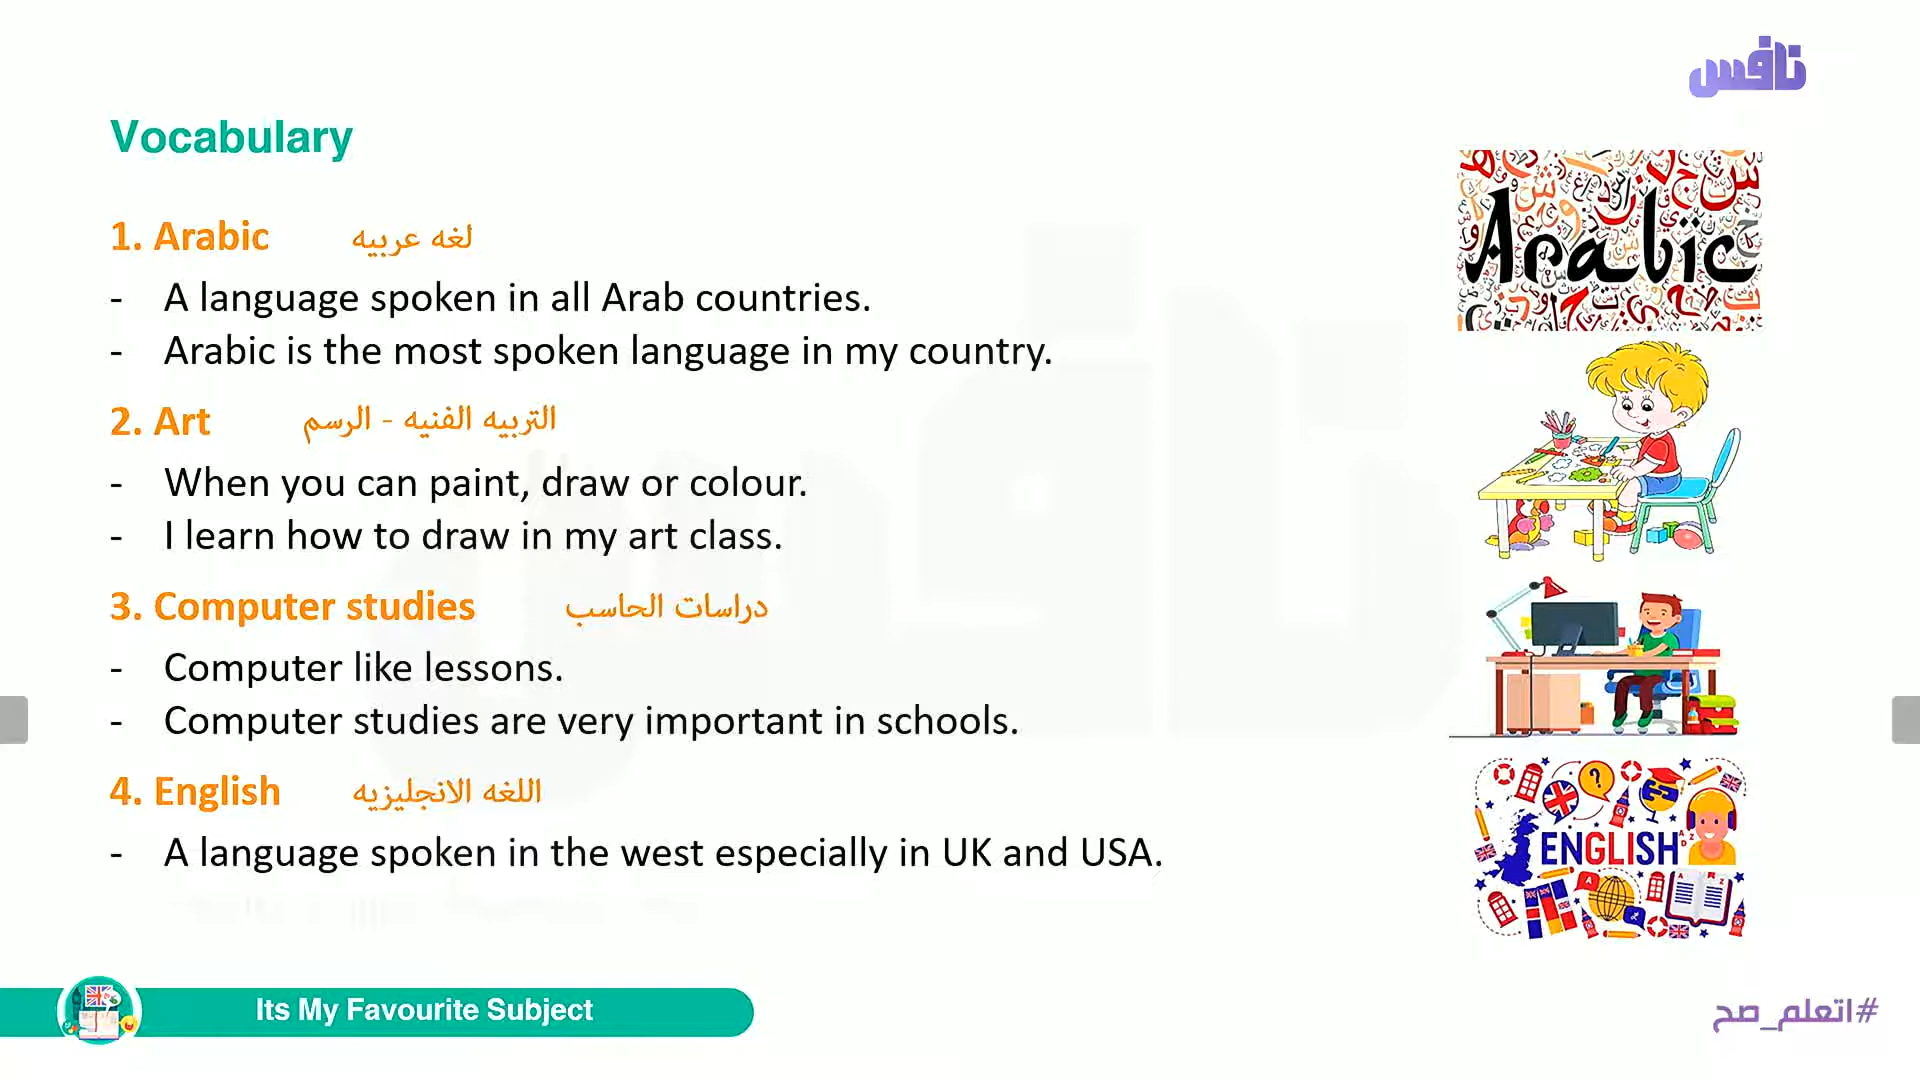 نافس
Vocabulary
1. Arabic لغه عربيه
- A language spoken in all Arab countries.
- Arabic is the most spoken language in my country.
2. Art التربيه الفنيه - الرسم
- When you can paint, draw or colour.
- I learn how to draw in my art class.
3. Computer studies دراسات الحاسب
- Computer like lessons.
- Computer studies are very important in schools.
4. English اللغه الانجليزيه
- A language spoken in the west especially in UK and USA.
Arabic
ENGLISH
Its My Favourite Subject
#اتعلم_صح